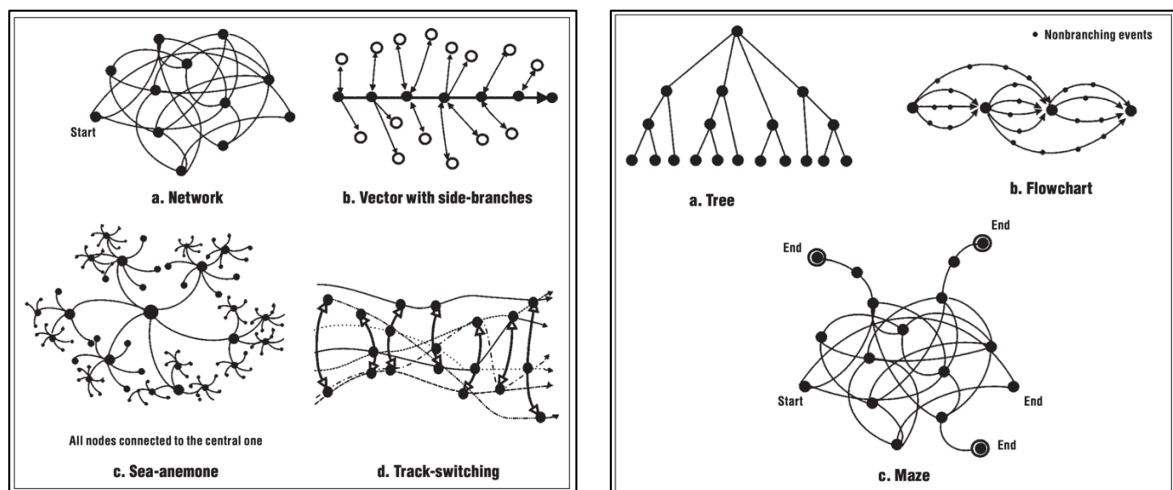 Start
a. Network
b. Vector with side-branches
All nodes connected to the central one
c. Sea-anemone
d. Track-switching
• Nonbranching events
a. Tree
b. Flowchart
End
End
Start
End
End
c. Maze